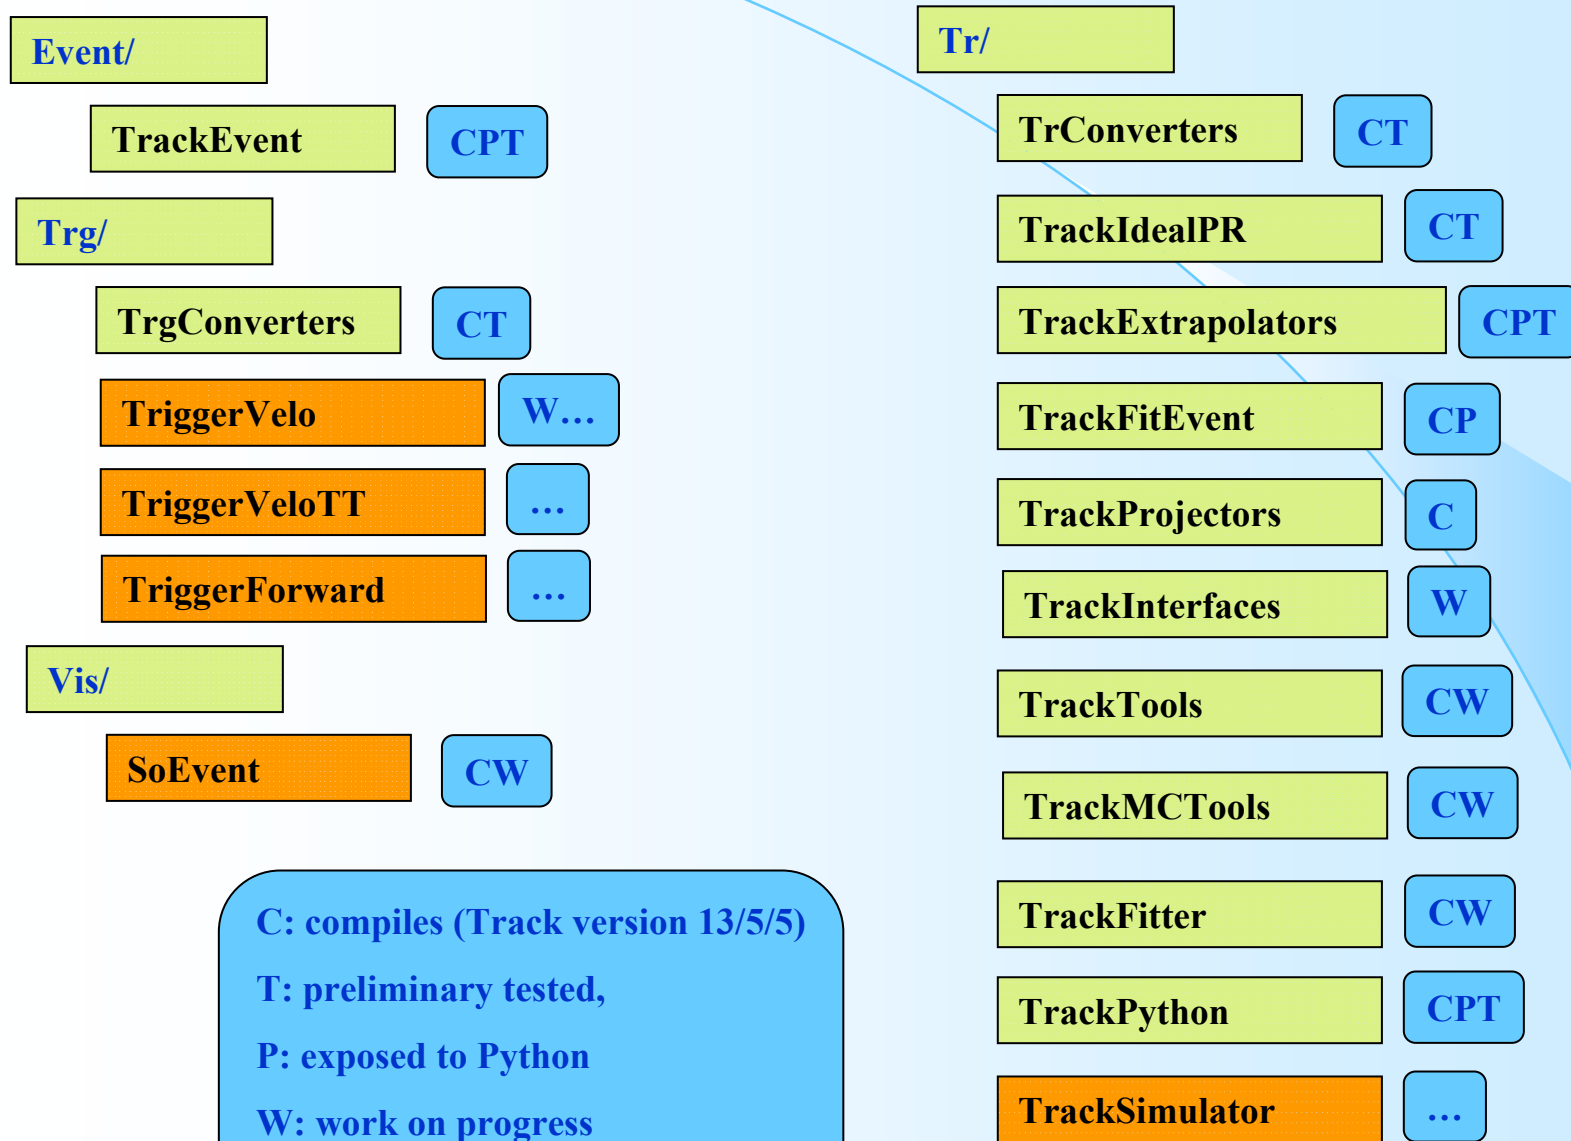 Event/
TrackEvent CPT
Trg/
TrgConverters CT
TriggerVelo W…
TriggerVeloTT …
TriggerForward …
Vis/
SoEvent CW
C: compiles (Track version 13/5/5)
T: preliminary tested,
P: exposed to Python
W: work on progress
Tr/
TrConverters CT
TrackIdealPR CT
TrackExtrapolators CPT
TrackFitEvent CP
TrackProjectors C
TrackInterfaces W
TrackTools CW
TrackMCTools CW
TrackFitter CW
TrackPython CPT
TrackSimulator …